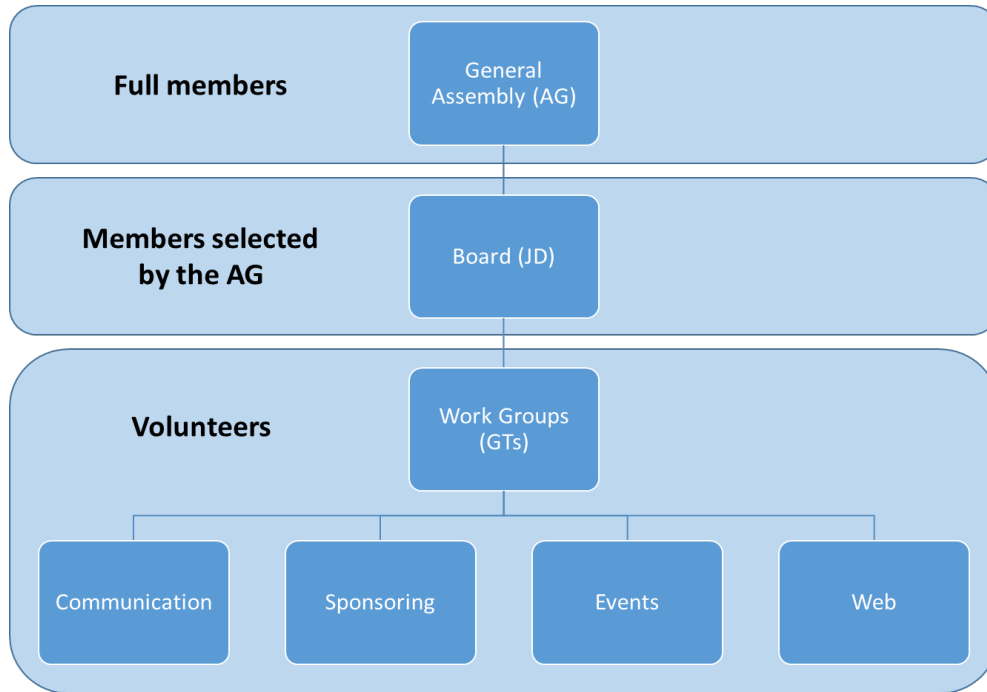 Full members
General
Assembly (AG)
Members selected
by the AG
Board (JD)
Volunteers
Work Groups
(GTs)
Communication
Sponsoring
Events
Web